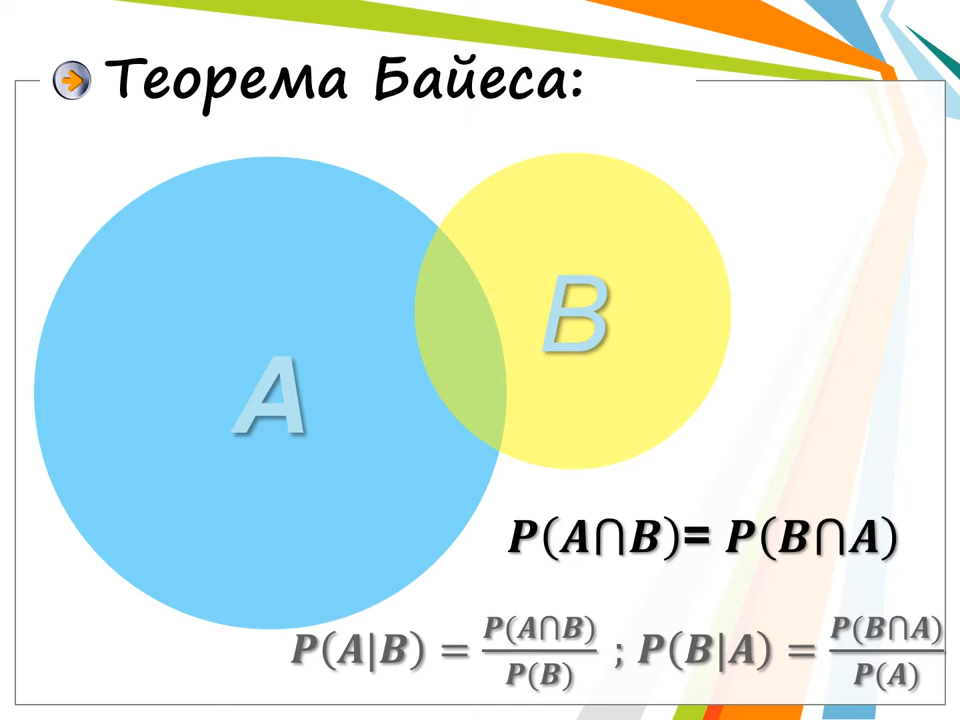 Теорема Байеса:
A
B
P(A∩B)= P(B∩A)
P(A|B) = P(A∩B)/P(B) ; P(B|A) = P(B∩A)/P(A)